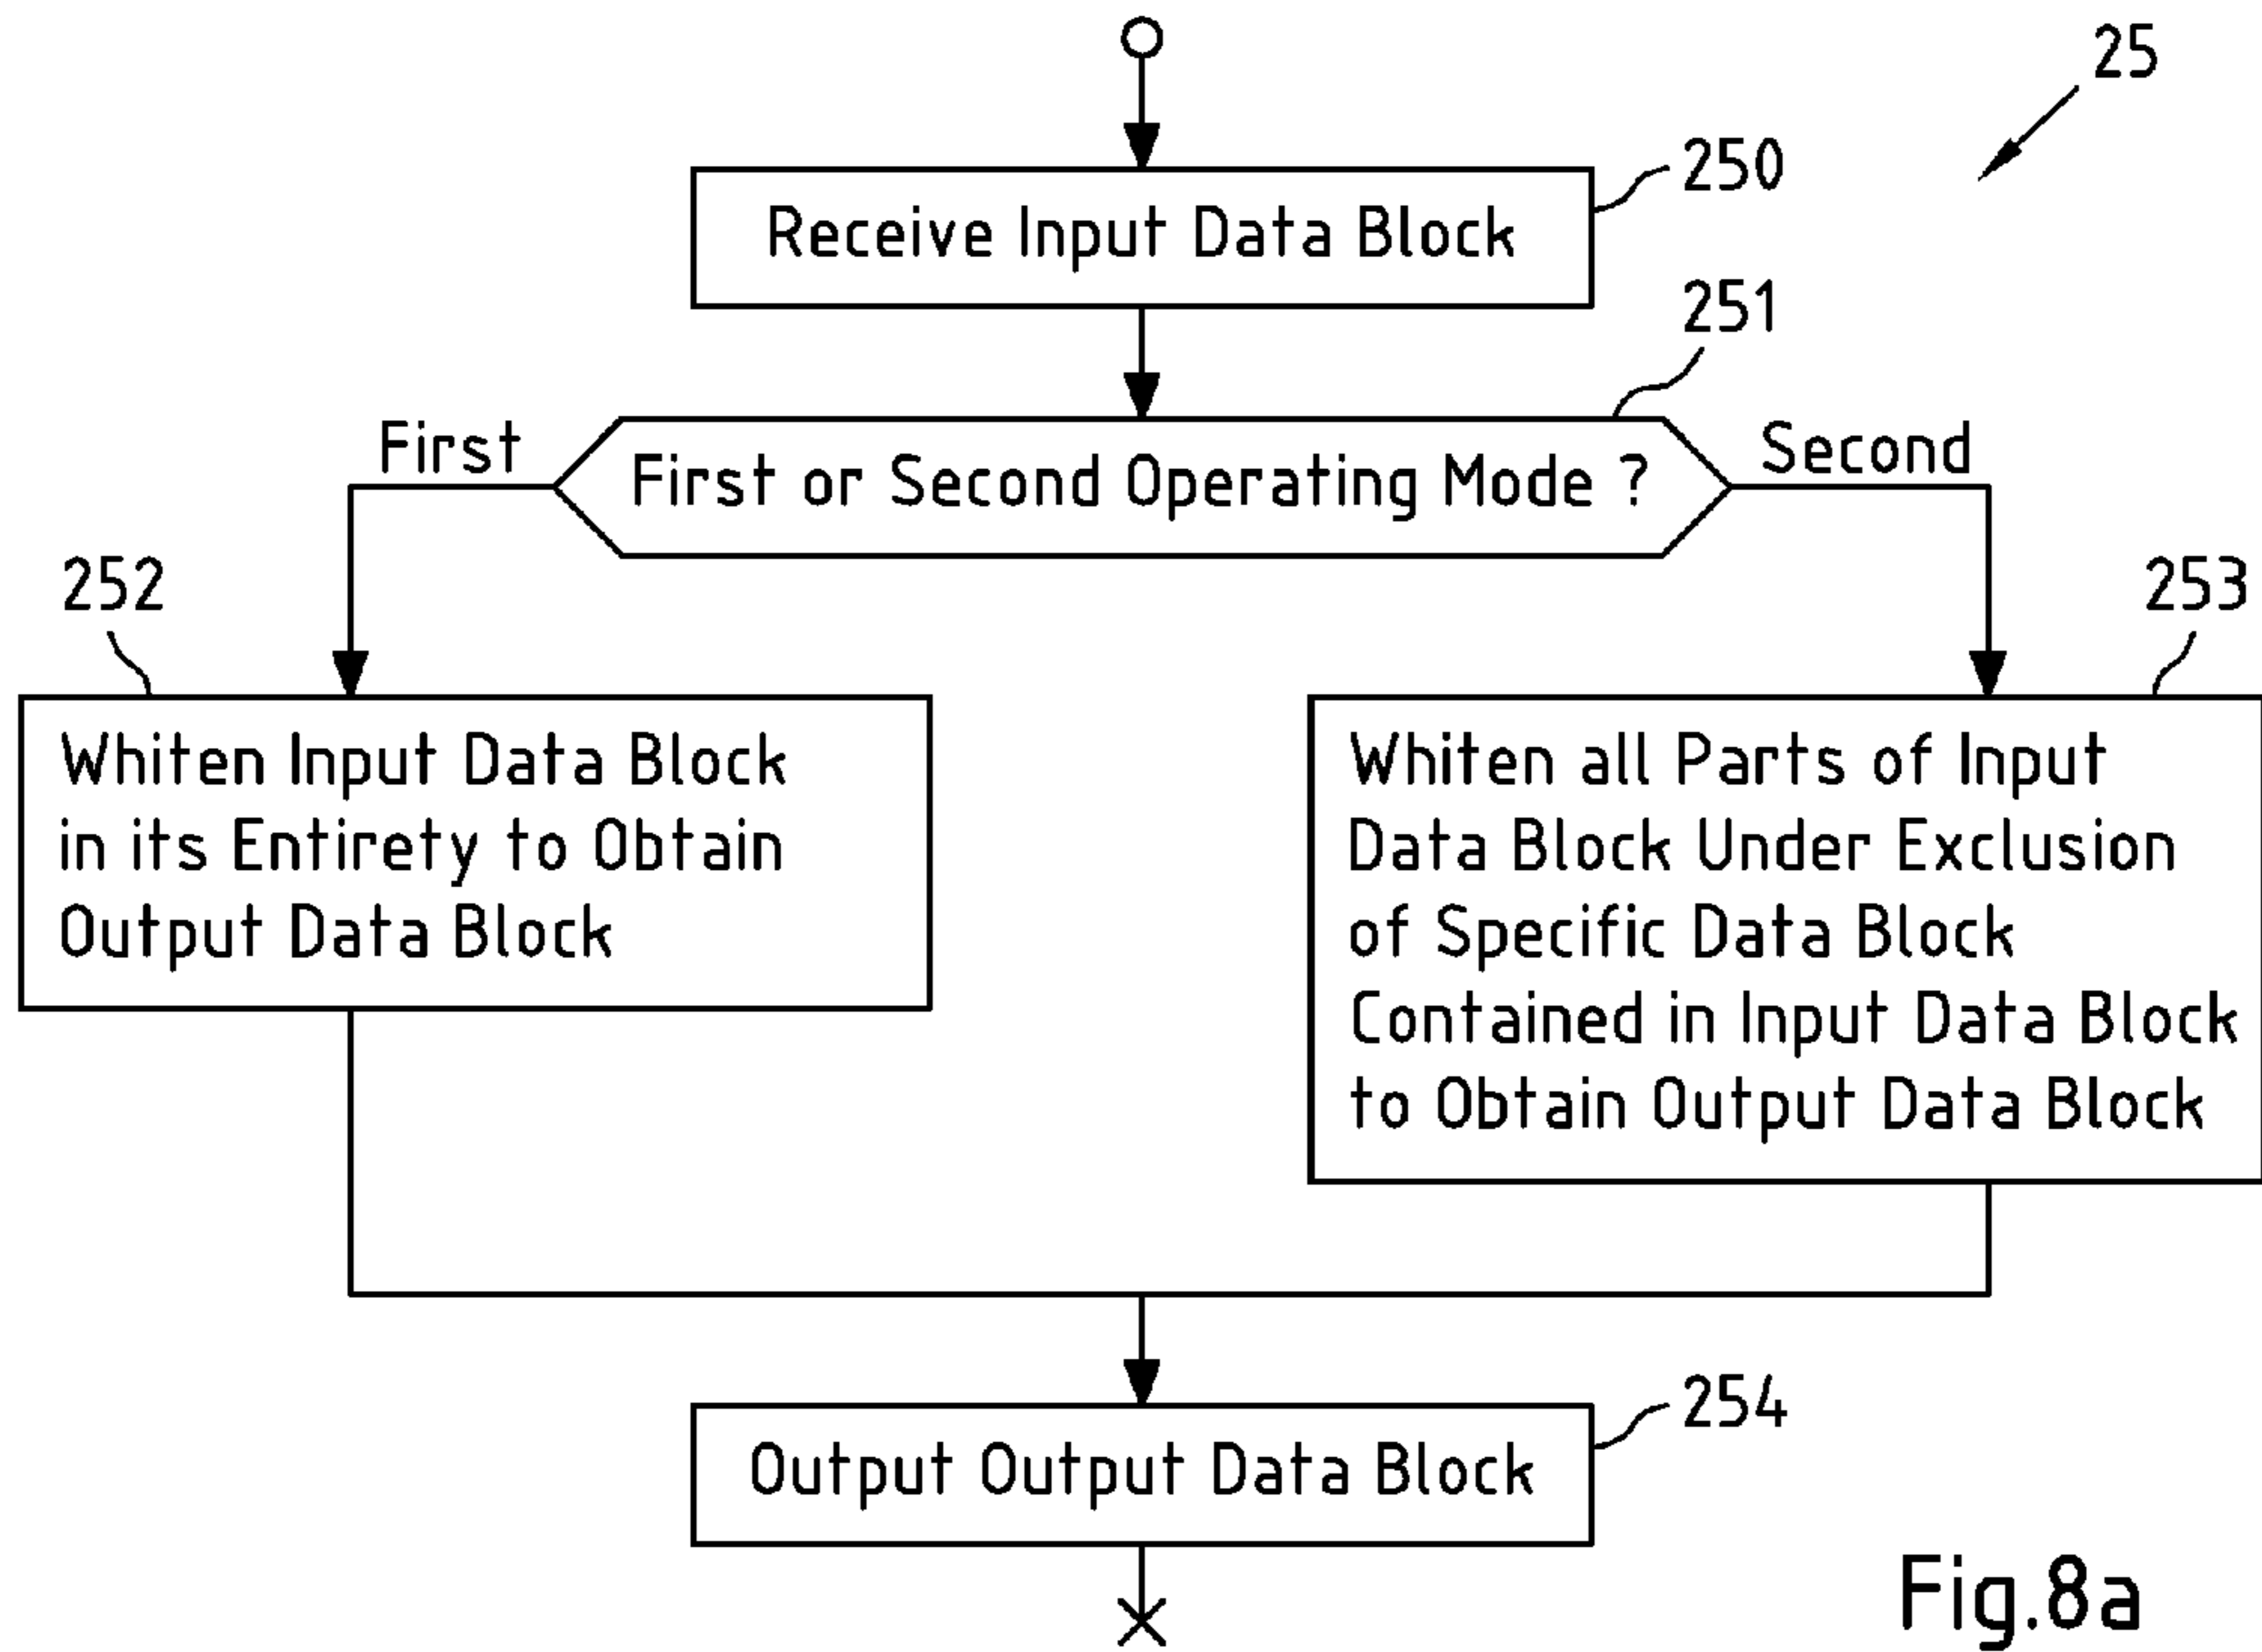 25
250
Receive Input Data Block
251
First
First or Second Operating Mode ?
Second
252
253
Whiten Input Data Block
in its Entirety to Obtain
Output Data Block
Whiten all Parts of Input
Data Block Under Exclusion
of Specific Data Block
Contained in Input Data Block
to Obtain Output Data Block
254
Output Output Data Block
Fig.8a